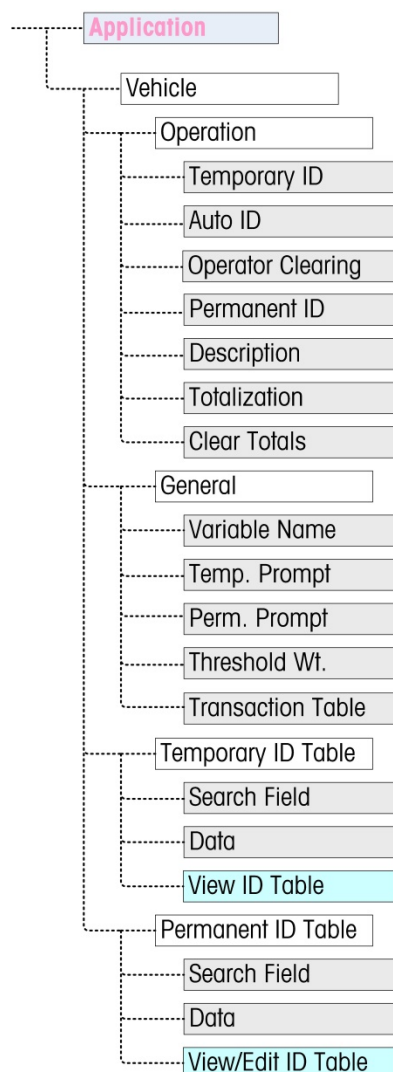 Application
Vehicle
Operation
Temporary ID
Auto ID
Operator Clearing
Permanent ID
Description
Totalization
Clear Totals
General
Variable Name
Temp. Prompt
Perm. Prompt
Threshold Wt.
Transaction Table
Temporary ID Table
Search Field
Data
View ID Table
Permanent ID Table
Search Field
Data
View/Edit ID Table